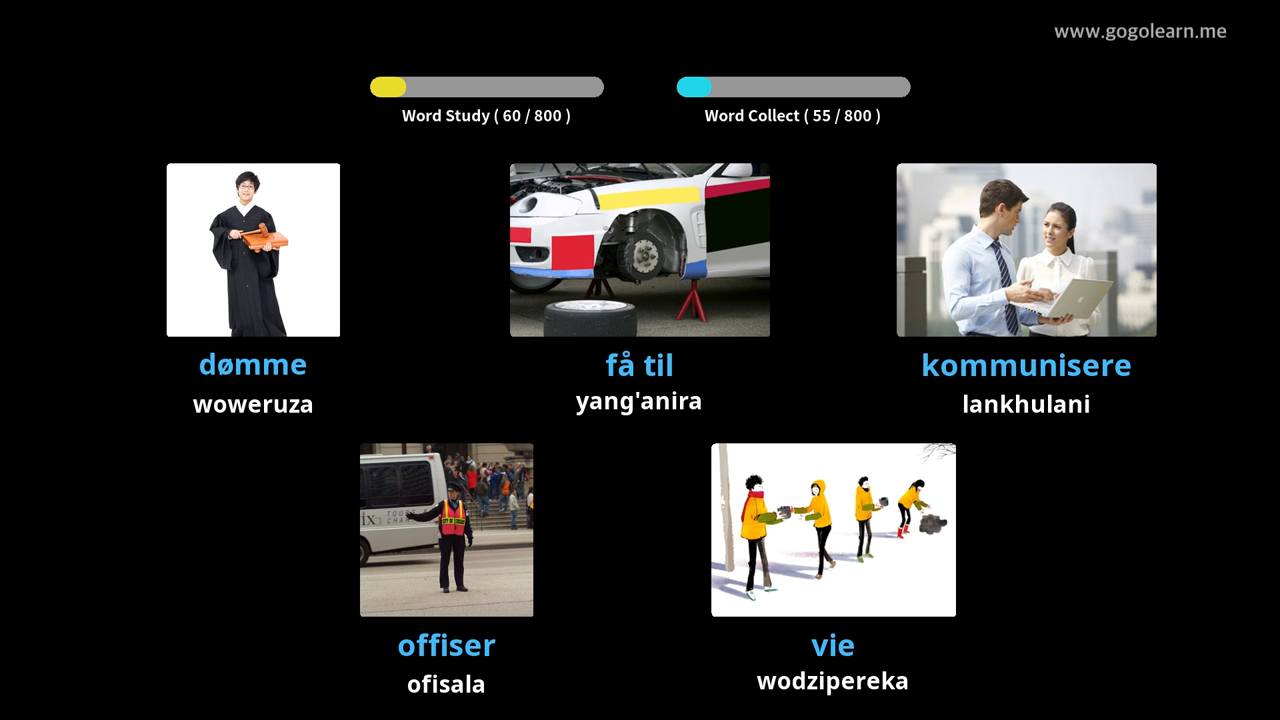 www.gogolearn.me
Word Study ( 60 / 800 )
Word Collect ( 55 / 800 )
dømme
woweruza
få til
yang'anira
kommunisere
lankhulani
offiser
ofisala
vie
wodzipereka